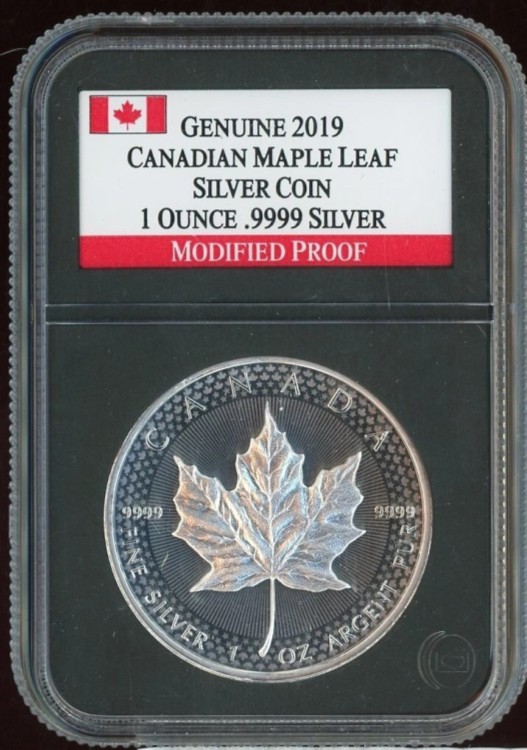 GENUINE 2019
CANADIAN MAPLE LEAF
SILVER COIN
1 OUNCE .9999 SILVER
MODIFIED PROOF
CANADA
9999 9999
FINE SILVER 1 OZ ARGENT PUR